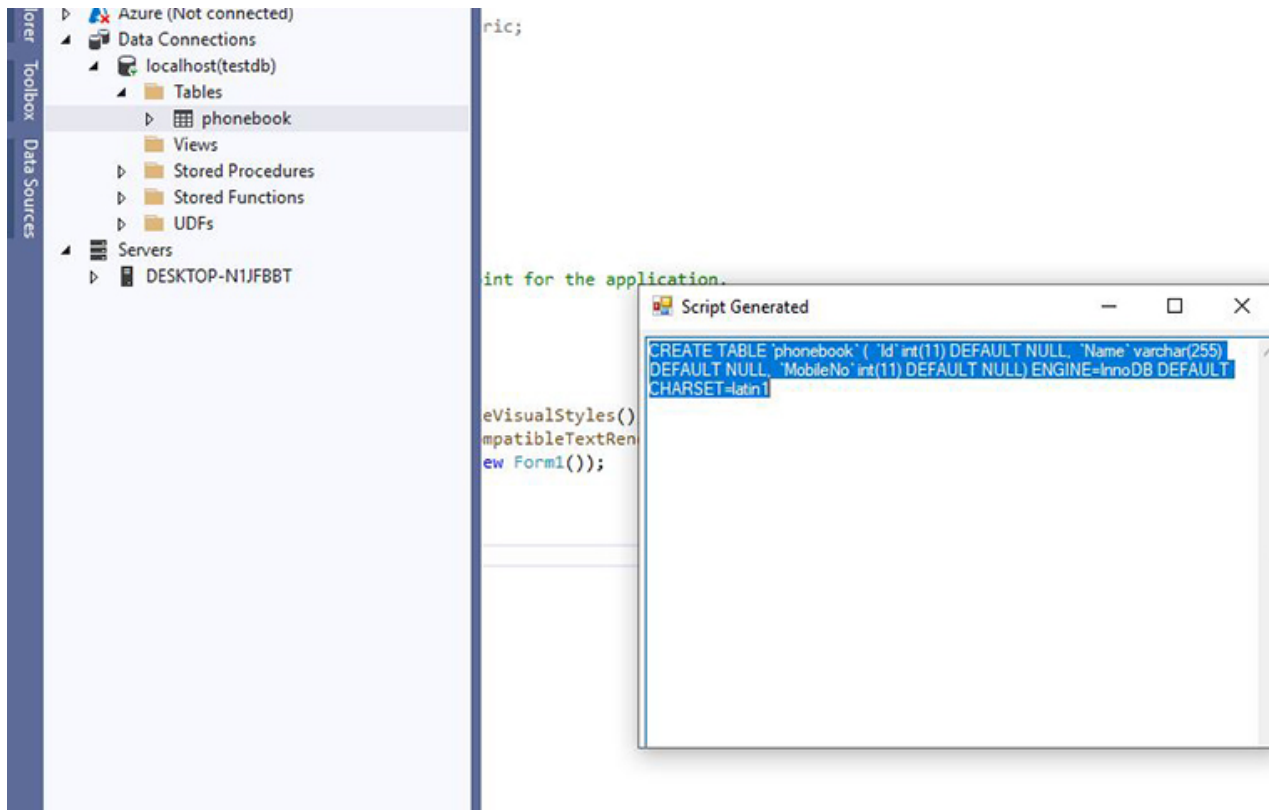 lorer
Toolbox
Data Sources
Azure (Not connected)
Data Connections
localhost(testdb)
Tables
phonebook
Views
Stored Procedures
Stored Functions
UDFs
Servers
DESKTOP-N1JFBBT
ric;
int for the application.
eVisualStyles()
mpatibleTextRen
ew Form1());
Script Generated
CREATE TABLE `phonebook` ( `Id` int(11) DEFAULT NULL, `Name` varchar(255)
DEFAULT NULL, `MobileNo` int(11) DEFAULT NULL) ENGINE=InnoDB DEFAULT
CHARSET=latin1